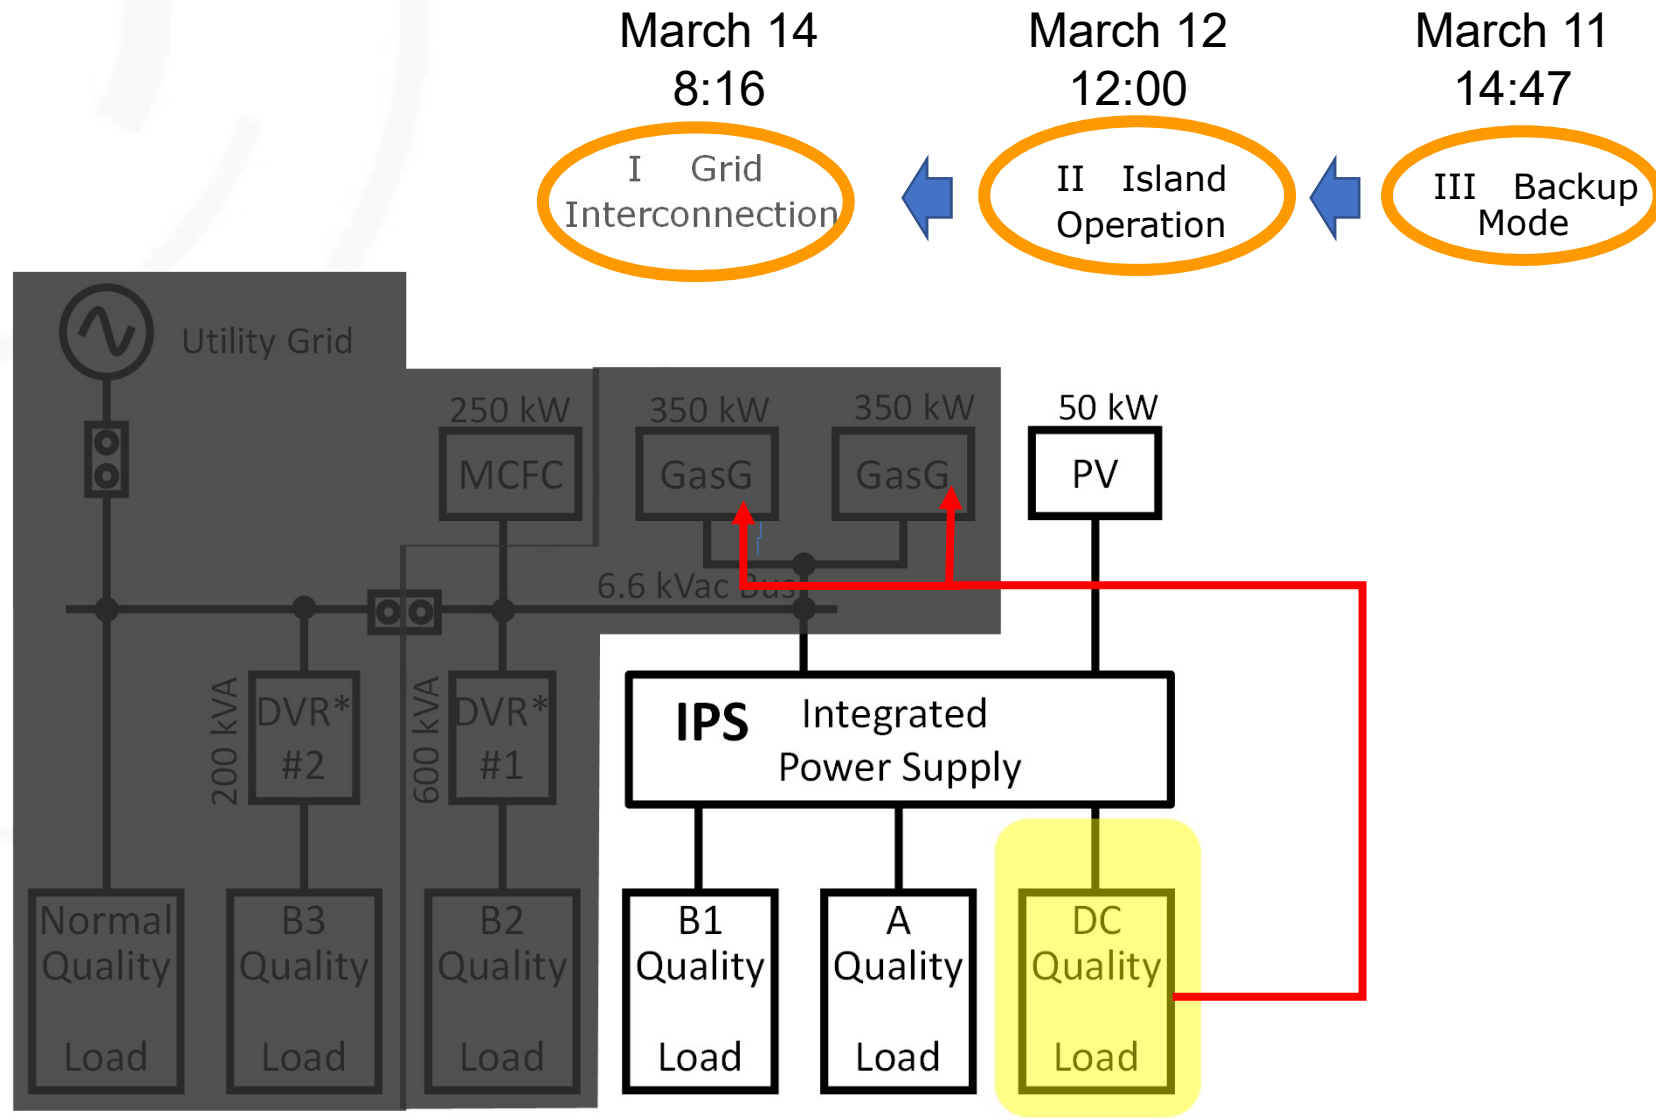 March 14
8:16
March 12
12:00
March 11
14:47
I Grid
Interconnection
II Island
Operation
III Backup
Mode
Utility Grid
250 kW
MCFC
350 kW
GasG
350 kW
GasG
50 kW
PV
6.6 kVac Bus
200 kVA
DVR*
#2
600 kVA
DVR*
#1
IPS Integrated
Power Supply
Normal
Quality
Load
B3
Quality
Load
B2
Quality
Load
B1
Quality
Load
A
Quality
Load
DC
Quality
Load